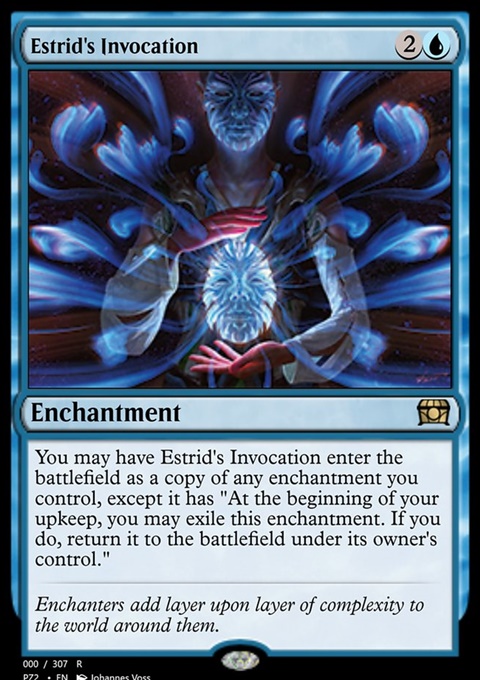 Estrid's Invocation 2
Enchantment
You may have Estrid's Invocation enter the
battlefield as a copy of any enchantment you
control, except it has "At the beginning of your
upkeep, you may exile this enchantment. If you
do, return it to the battlefield under its owner's
control."
Enchanters add layer upon layer of complexity to
the world around them.
000 / 307 R
PZ2 • EN Johannes Voss